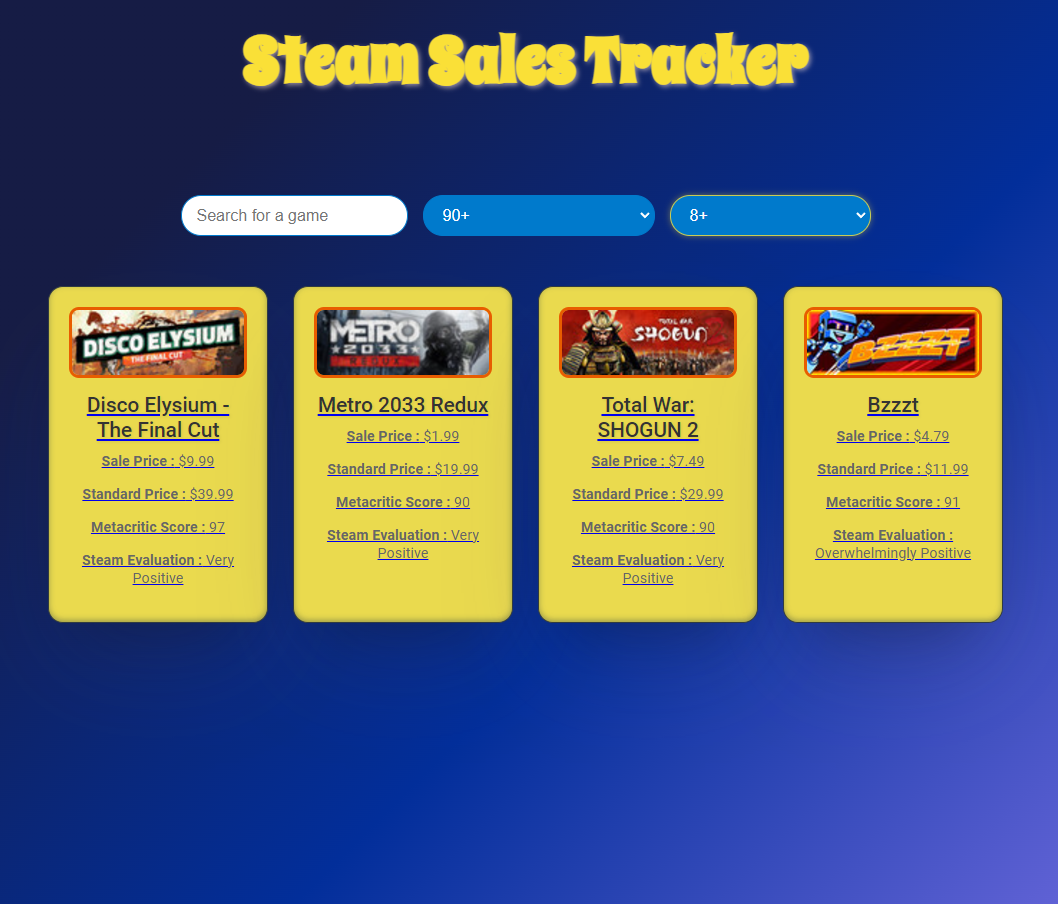 Steam Sales Tracker
Search for a game
90+
8+
DISCO ELYSIUM
THE FINAL CUT
METRO
2033
REDUX
TOTAL WAR
SHOGUN 2
BZZZT
Disco Elysium -
The Final Cut
Sale Price : $9.99
Standard Price : $39.99
Metacritic Score : 97
Steam Evaluation : Very
Positive
Metro 2033 Redux
Sale Price : $1.99
Standard Price : $19.99
Metacritic Score : 90
Steam Evaluation : Very
Positive
Total War:
SHOGUN 2
Sale Price : $7.49
Standard Price : $29.99
Metacritic Score : 90
Steam Evaluation : Very
Positive
Bzzzt
Sale Price : $4.79
Standard Price : $11.99
Metacritic Score : 91
Steam Evaluation :
Overwhelmingly Positive